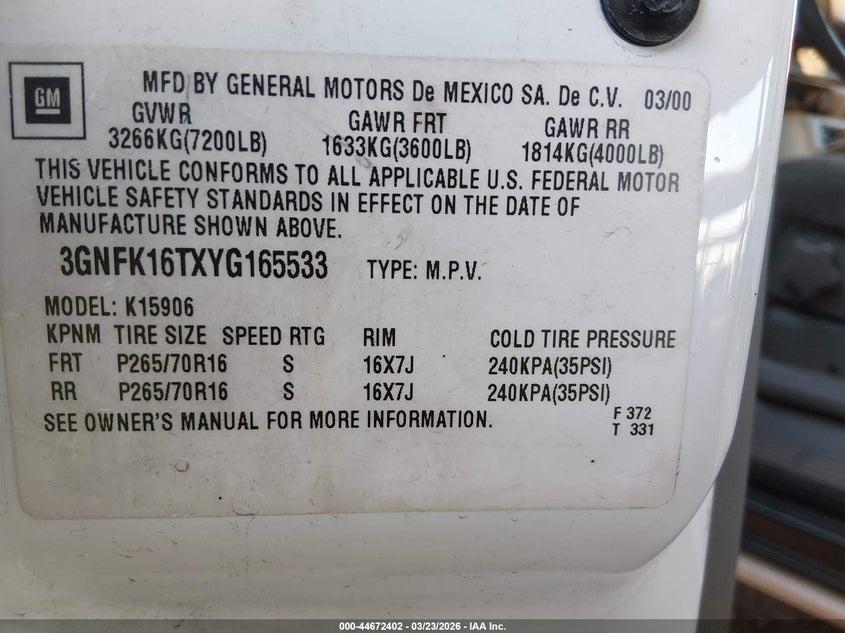 GM
MFD BY GENERAL MOTORS De MEXICO SA. De C.V. 03/00
GVWR GAWR FRT GAWR RR
3266KG(7200LB) 1633KG(3600LB) 1814KG(4000LB)
THIS VEHICLE CONFORMS TO ALL APPLICABLE U.S. FEDERAL MOTOR
VEHICLE SAFETY STANDARDS IN EFFECT ON THE DATE OF
MANUFACTURE SHOWN ABOVE.
3GNFK16TXYG165533 TYPE: M.P.V.
MODEL: K15906
KPNM TIRE SIZE SPEED RTG RIM COLD TIRE PRESSURE
FRT P265/70R16 S 16X7J 240KPA(35PSI)
RR P265/70R16 S 16X7J 240KPA(35PSI)
SEE OWNER'S MANUAL FOR MORE INFORMATION. F 372
T 331
000-44672402 - 03/23/2026 - IAA Inc.